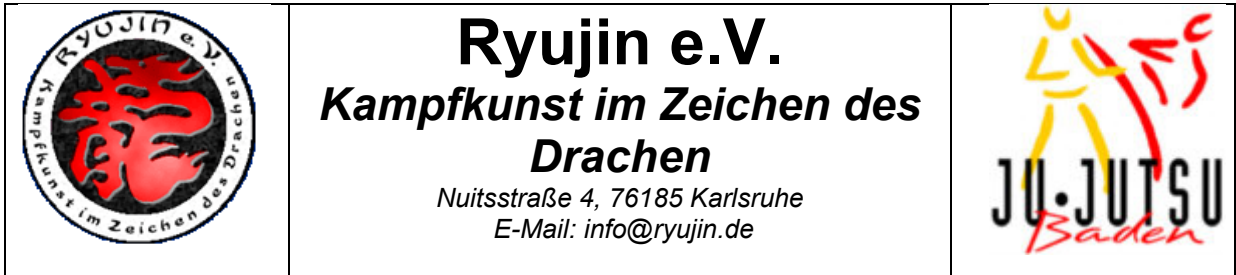 RYUJIN e.V.
Kampfkunst im Zeichen des Drachen
龍
Ryujin e.V.
Kampfkunst im Zeichen des
Drachen
Nuitsstraße 4, 76185 Karlsruhe
E-Mail: info@ryujin.de
JU•JUTSU
Baden